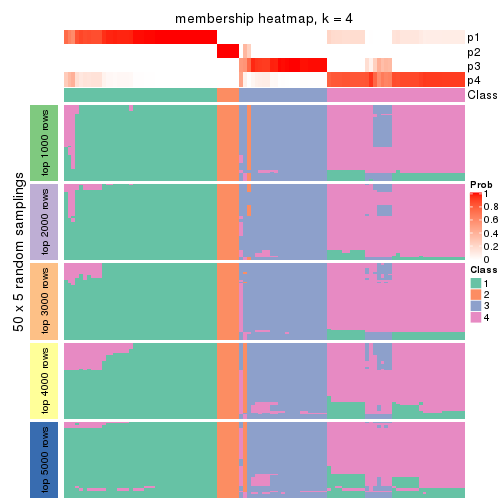 membership heatmap, k = 4
p1
p2
p3
p4
Class
50 x 5 random samplings
top 1000 rows
top 2000 rows
top 3000 rows
top 4000 rows
top 5000 rows
Prob
1
0.8
0.6
0.4
0.2
0
Class
1
2
3
4